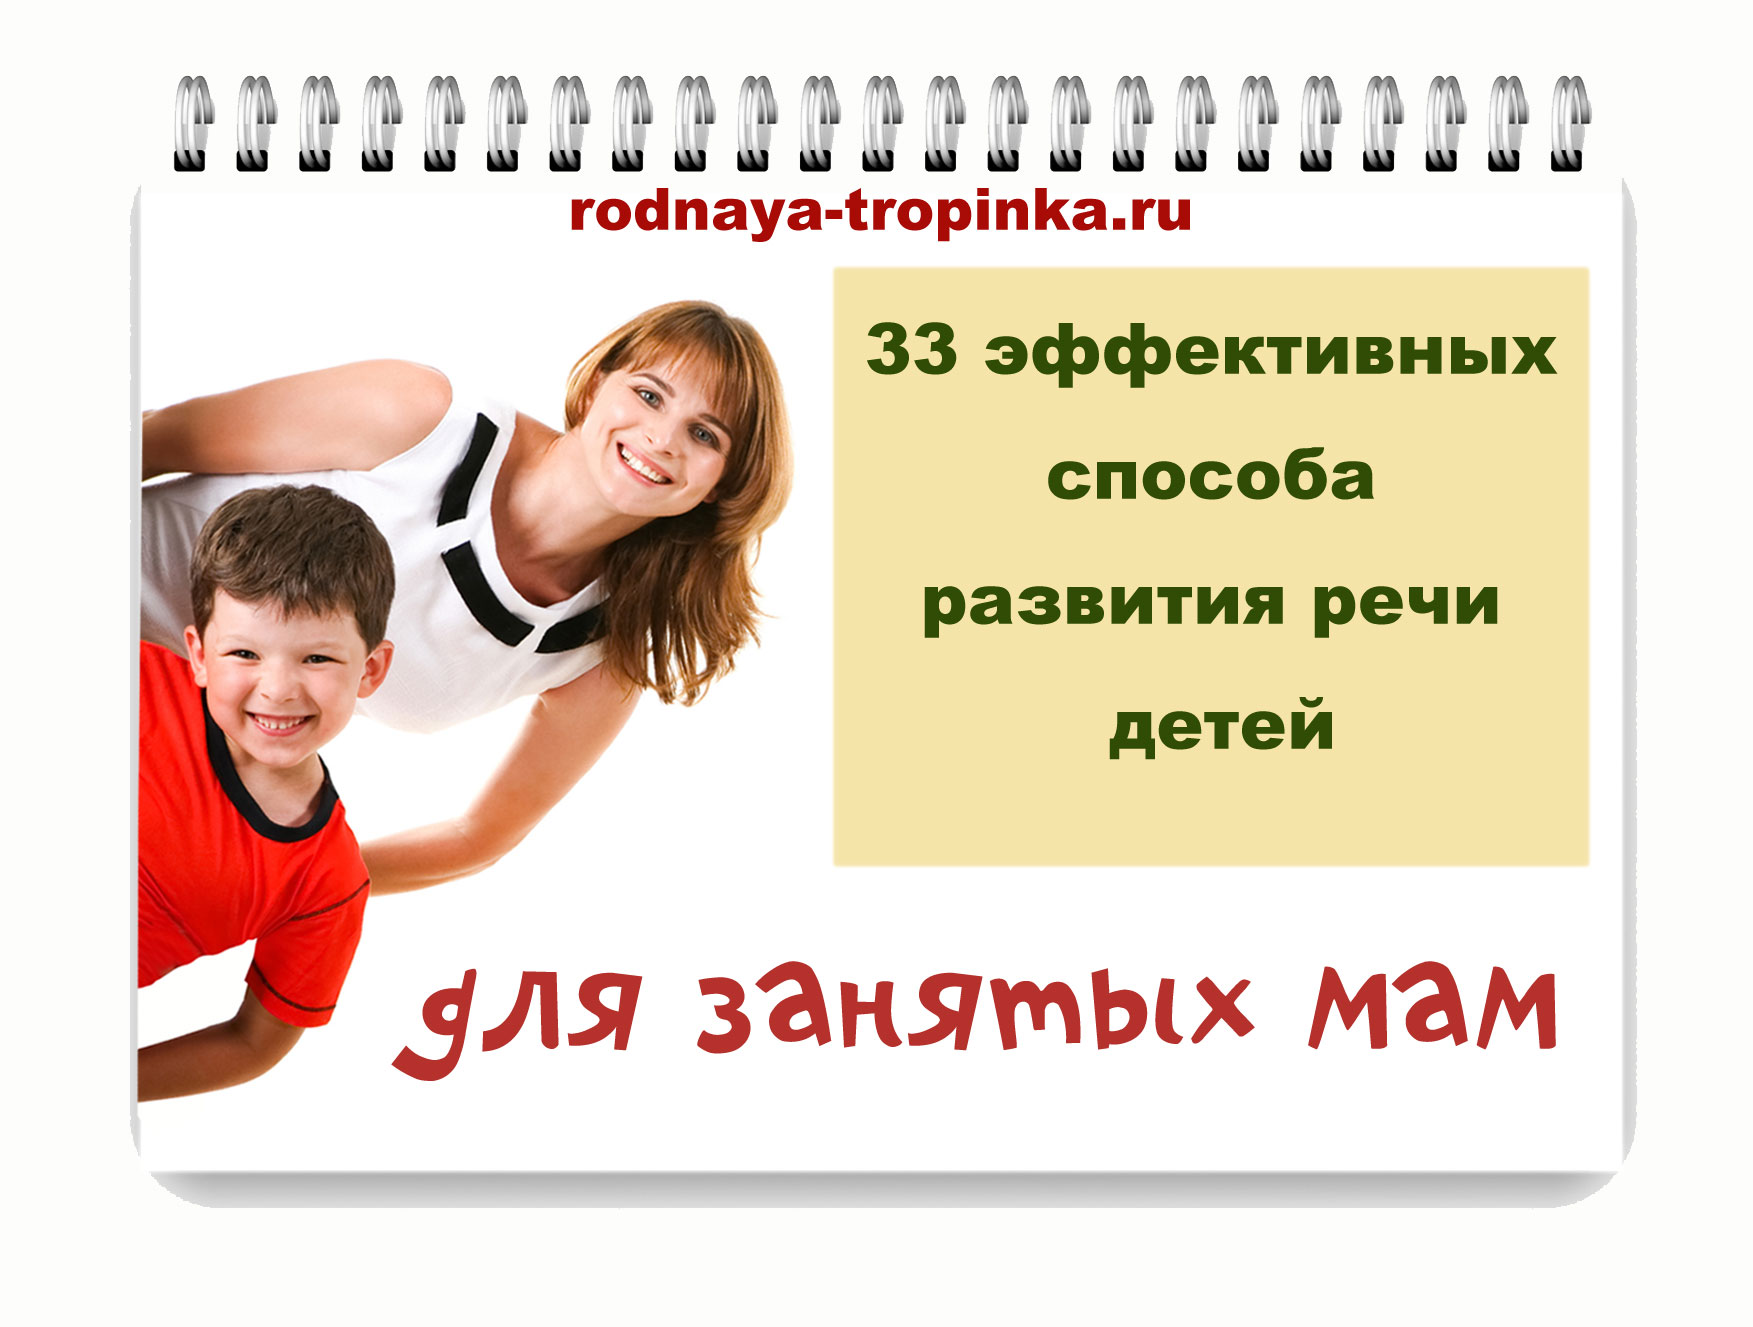 rodnaya-tropinka.ru
33 эффективных
способа
развития речи
детей
для занятых мам